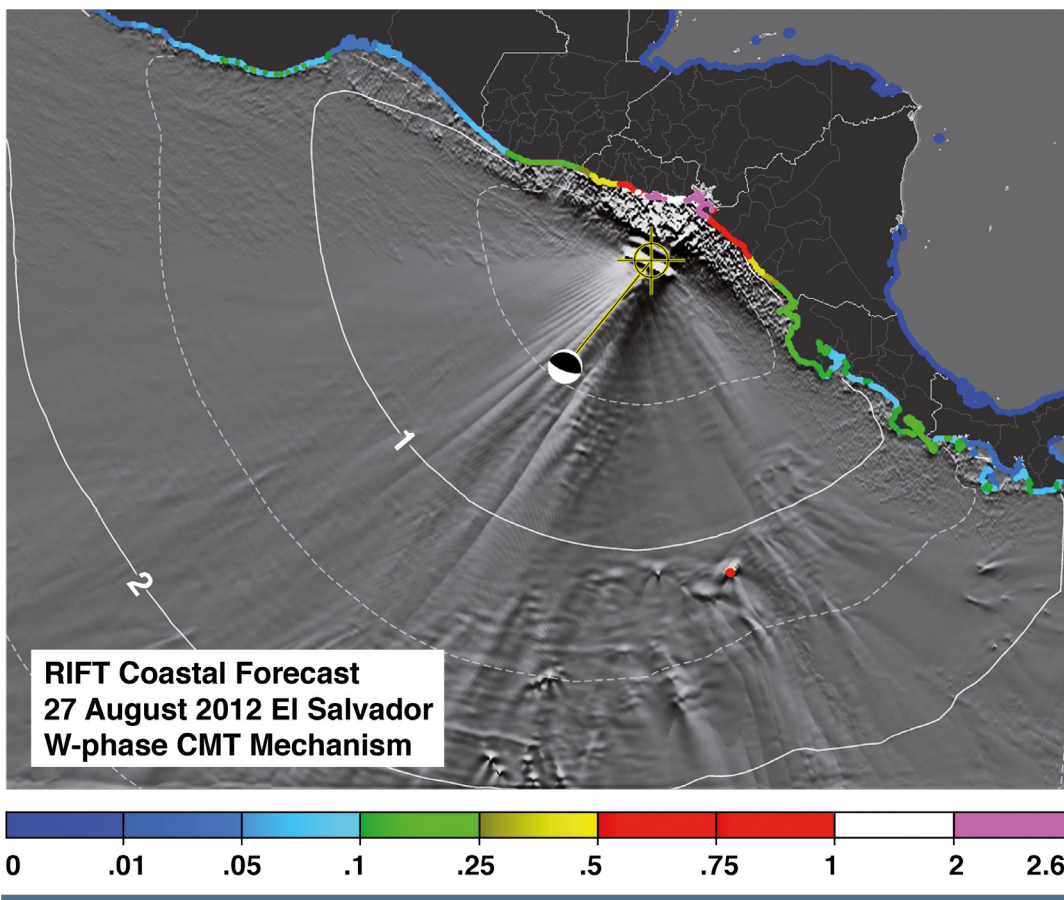 1
2
RIFT Coastal Forecast
27 August 2012 El Salvador
W-phase CMT Mechanism
0 .01 .05 .1 .25 .5 .75 1 2 2.6